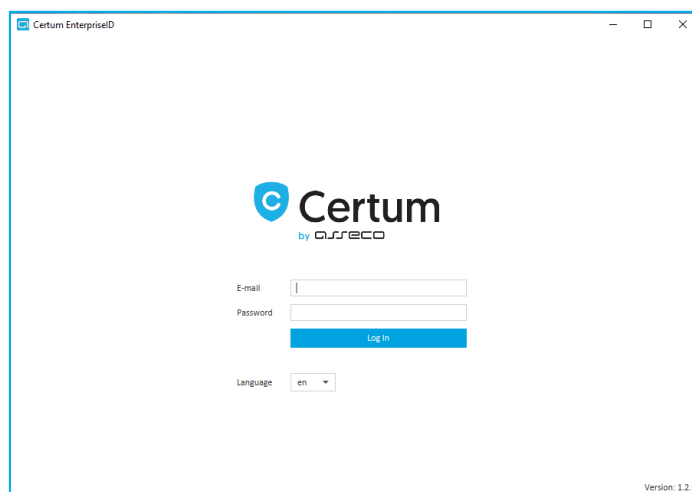 Certum EnterpriseID
Certum
by asseco
E-mail
Password
Log In
Language
en
Version: 1.2.